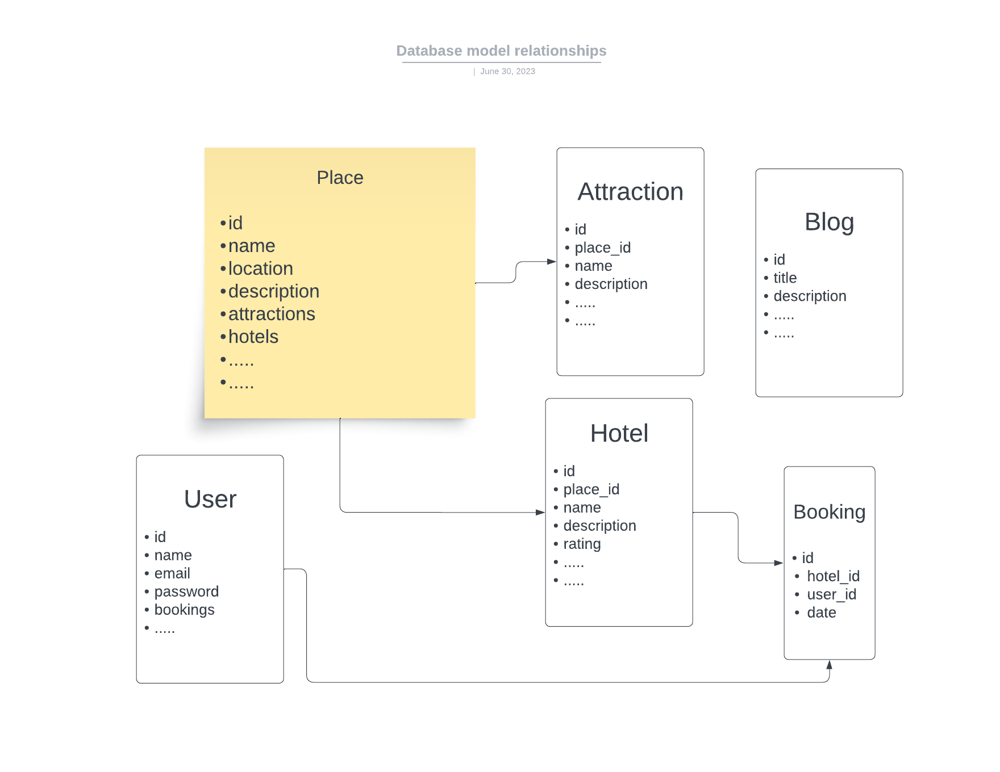 Database model relationships
| June 30, 2023
Place
•id
•name
•location
•description
•attractions
•hotels
•.....
•.....
Attraction
• id
• place_id
• name
• description
• .....
• .....
Blog
• id
• title
• description
• .....
• .....
User
• id
• name
• email
• password
• bookings
• .....
Hotel
• id
• place_id
• name
• description
• rating
• .....
• .....
Booking
• id
• hotel_id
• user_id
• date